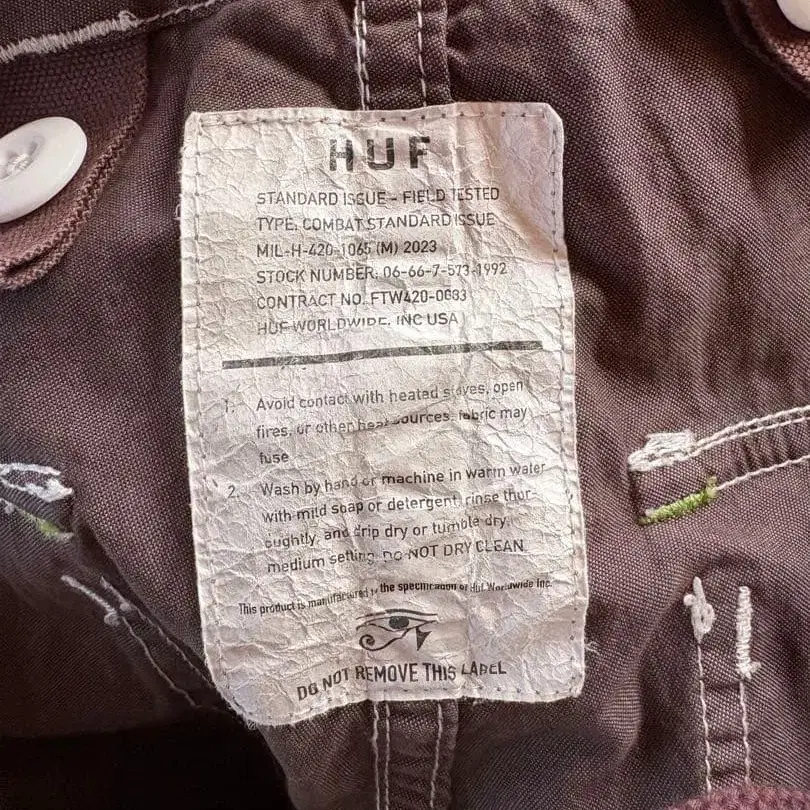 HUF
STANDARD ISSUE - FIELD TESTED
TYPE. COMBAT STANDARD ISSUE
MIL-H-420-1065 (M) 2023
STOCK NUMBER: 06-66-7-573-1992
CONTRACT NO. FTW420-0083
HUF WORLDWIDE, INC USA
1. Avoid contact with heated stoves, open
fires, or other heat sources. fabric may
fuse
2. Wash by hand or machine in warm water
with mild soap or detergent, rinse thor-
oughtly, and drip dry or tumble dry,
medium setting. DO NOT DRY CLEAN.
This product is manufactured the specification of Huf Worldwide Inc.
DO NOT REMOVE THIS LABEL